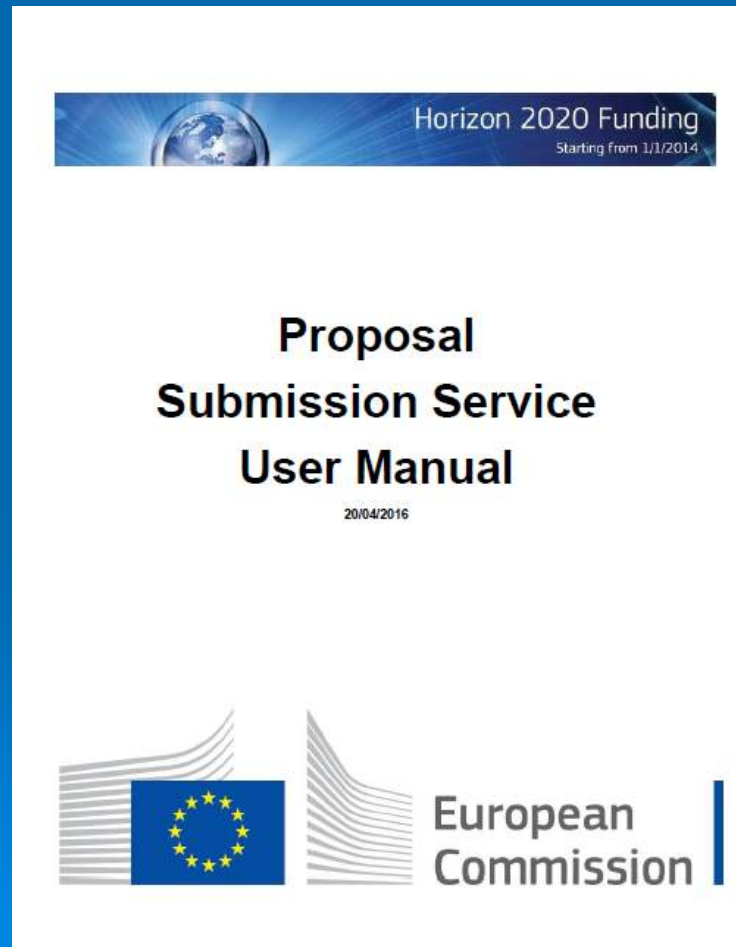 Horizon 2020 Funding
Starting from 1/1/2014
Proposal
Submission Service
User Manual
20/04/2016
European
Commission